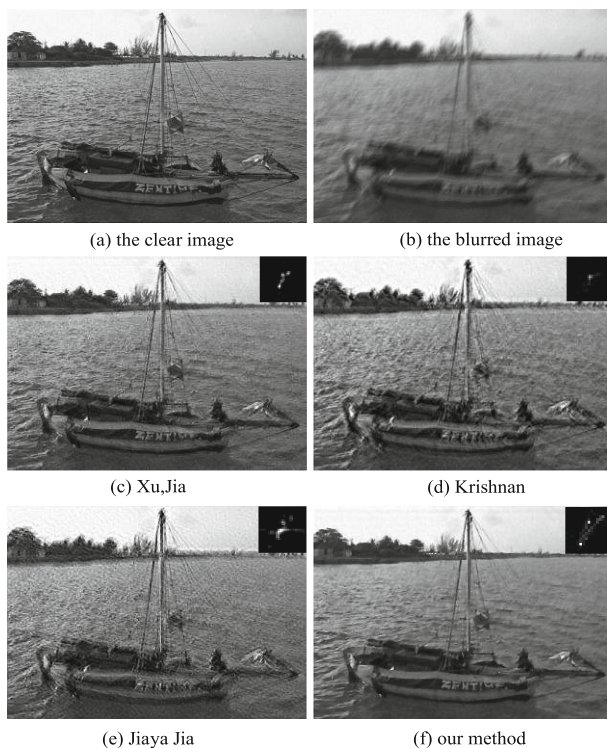 (a) the clear image
(b) the blurred image
(c) Xu,Jia
(d) Krishnan
(e) Jiaya Jia
(f) our method